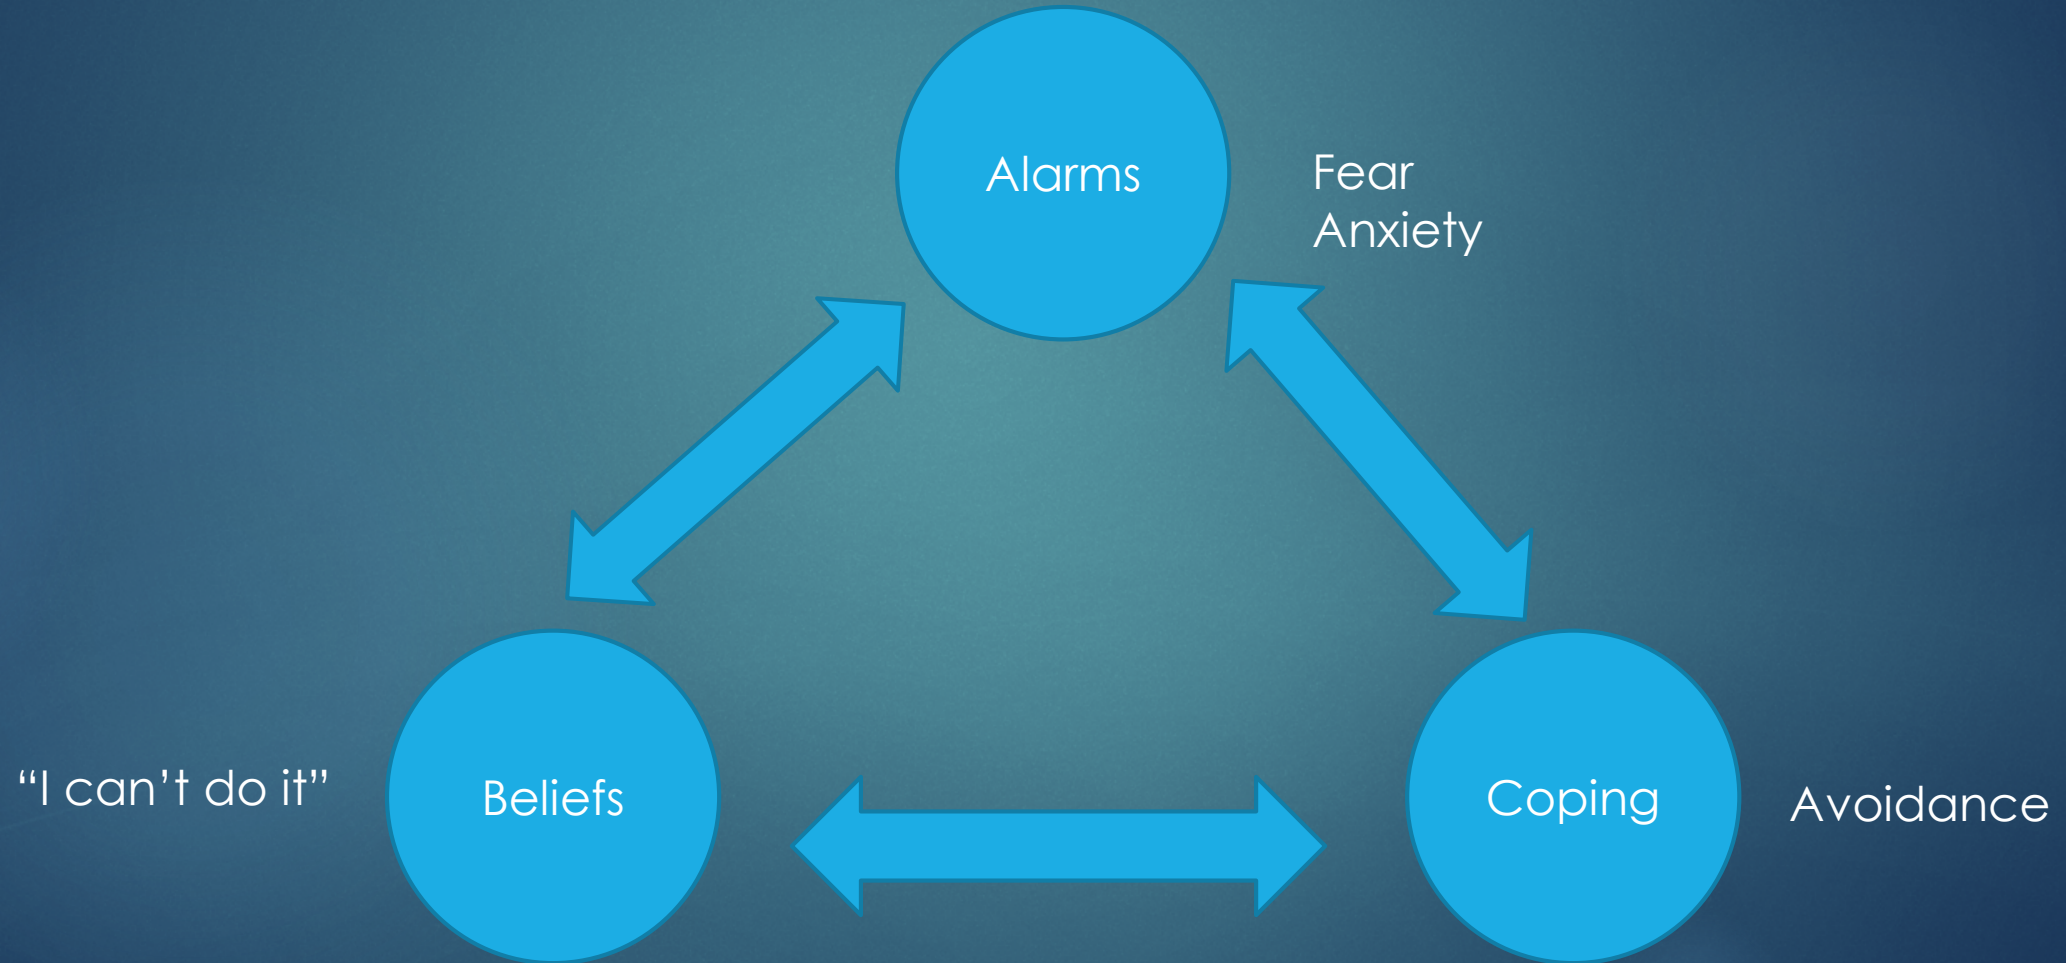 Alarms
Fear
Anxiety
“I can’t do it”
Beliefs
Coping
Avoidance